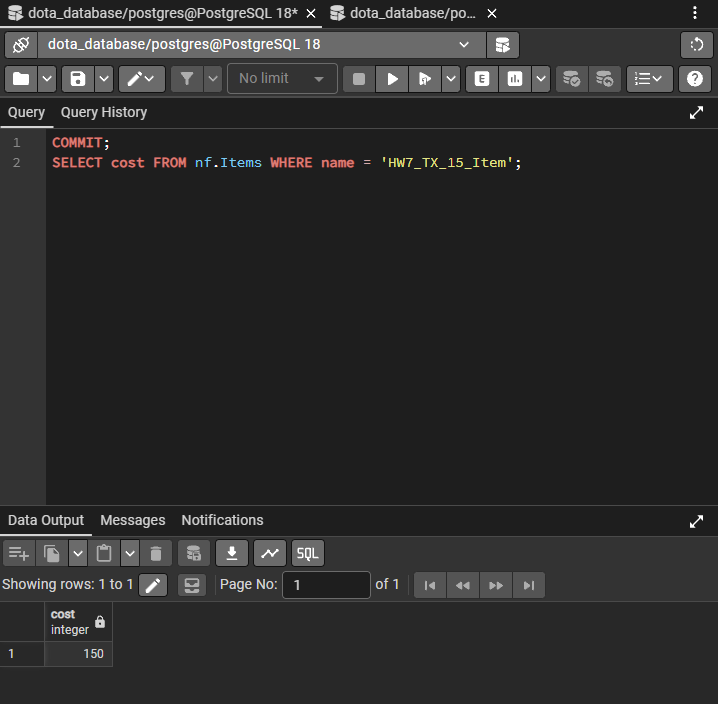 dota_database/postgres@PostgreSQL 18*
dota_database/po...
dota_database/postgres@PostgreSQL 18
No limit
E
Query
Query History
1 COMMIT;
2 SELECT cost FROM nf.Items WHERE name = 'HW7_TX_15_Item';
Data Output
Messages
Notifications
SQL
Showing rows: 1 to 1
Page No:
1
of 1
cost
integer
1
150